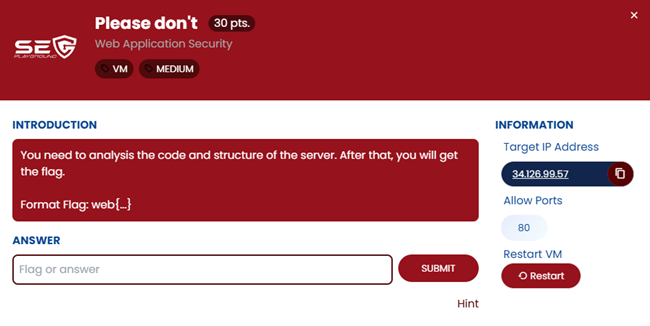 Please don't 30 pts.
×
SEC
PLAYGROUND
Web Application Security
VM MEDIUM
INTRODUCTION
You need to analysis the code and structure of the server. After that, you will get
the flag.
Format Flag: web{...}
ANSWER
Flag or answer
SUBMIT
Hint
INFORMATION
Target IP Address
34.126.99.57
Allow Ports
80
Restart VM
Restart